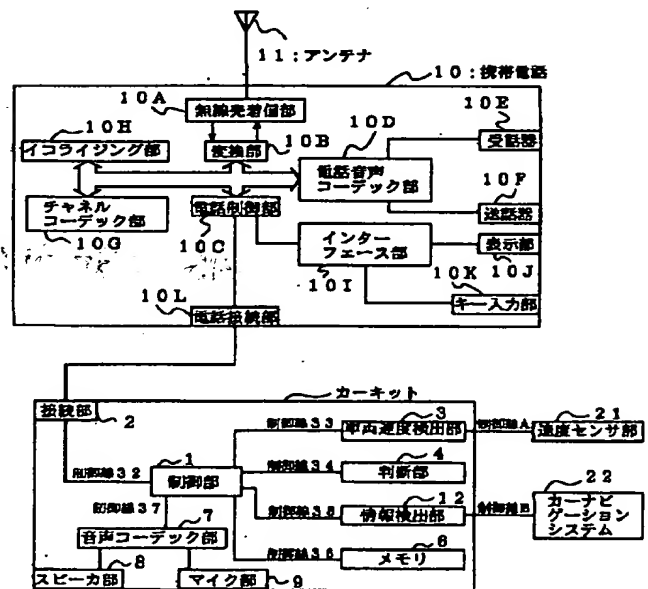 11:アンテナ
10:携帯電話
10A
無線発着信部
10H
イコライジング部
10B
変換部
10D
電話音声
コーデック部
10E
受話器
10F
送話器
チャネル
コーデック部
10G
電話制御部
10C
インター
フェース部
10I
表示部
10J
10K
キー入力部
10L
電話接続部
カーキット
接続部
2
制御線32
1
制御部
制御線33
3
車両速度検出部
制御線A
21
速度センサ部
制御線34
4
判断部
制御線38
12
情報検出部
制御線B
22
カーナビ
ゲーション
システム
制御線37
7
音声コーデック部
制御線36
6
メモリ
8
スピーカ部
マイク部
9